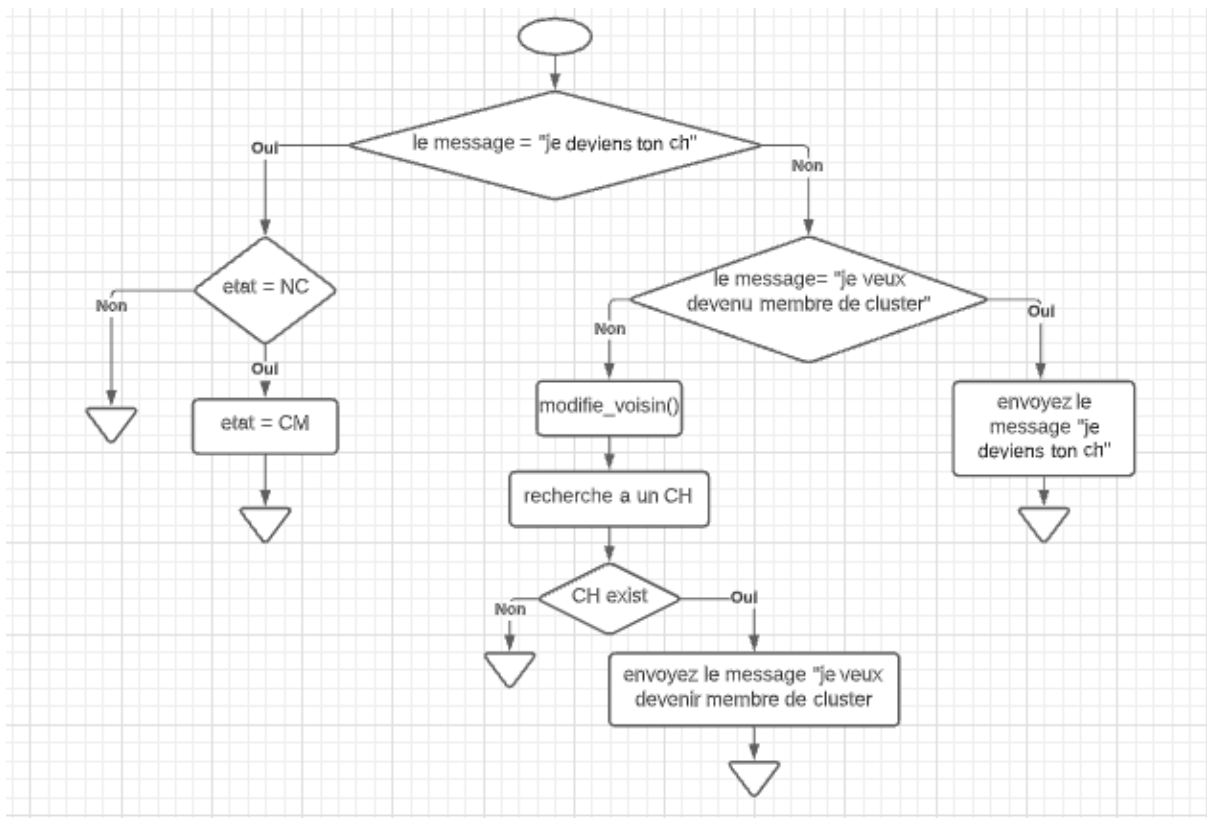 le message = "je deviens ton ch"
Oui
Non
etat = NC
le message= "je veux
devenu membre de cluster"
Non
Non
Oui
Oui
modifie_voisin()
envoyez le
message "je
deviens ton ch"
etat = CM
recherche a un CH
CH exist
Non
Oui
envoyez le message "je veux
devenir membre de cluster